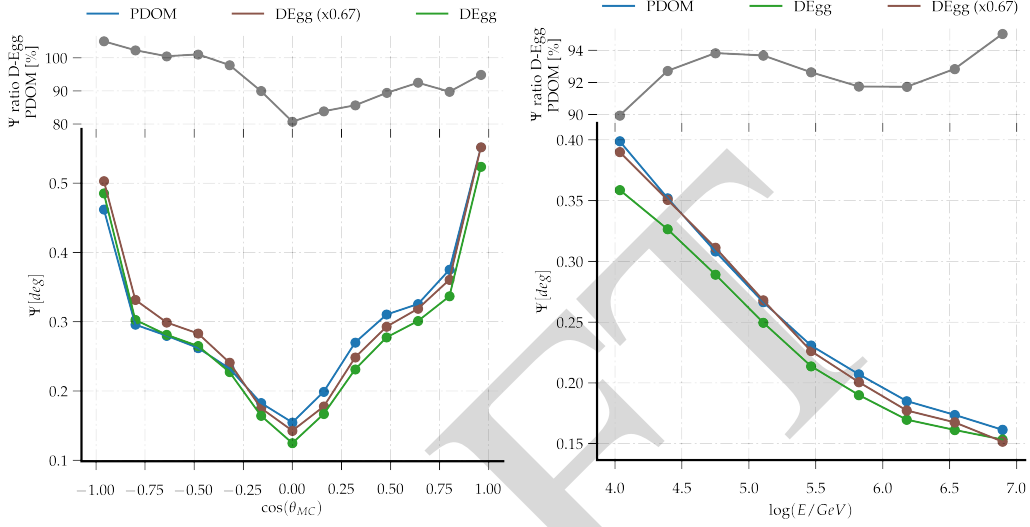 PDOM DEgg (x0.67) DEgg
Ψ ratio D-Egg
PDOM [%]
100
90
80
Ψ[deg]
0.5
0.4
0.3
0.2
0.1
−1.00 −0.75 −0.50 −0.25 0.00 0.25 0.50 0.75 1.00
cos(θMC)
PDOM DEgg DEgg (x0.67)
Ψ ratio D-Egg
PDOM [%]
94
92
90
Ψ[deg]
0.40
0.35
0.30
0.25
0.20
0.15
4.0 4.5 5.0 5.5 6.0 6.5 7.0
log(E/GeV)
FT